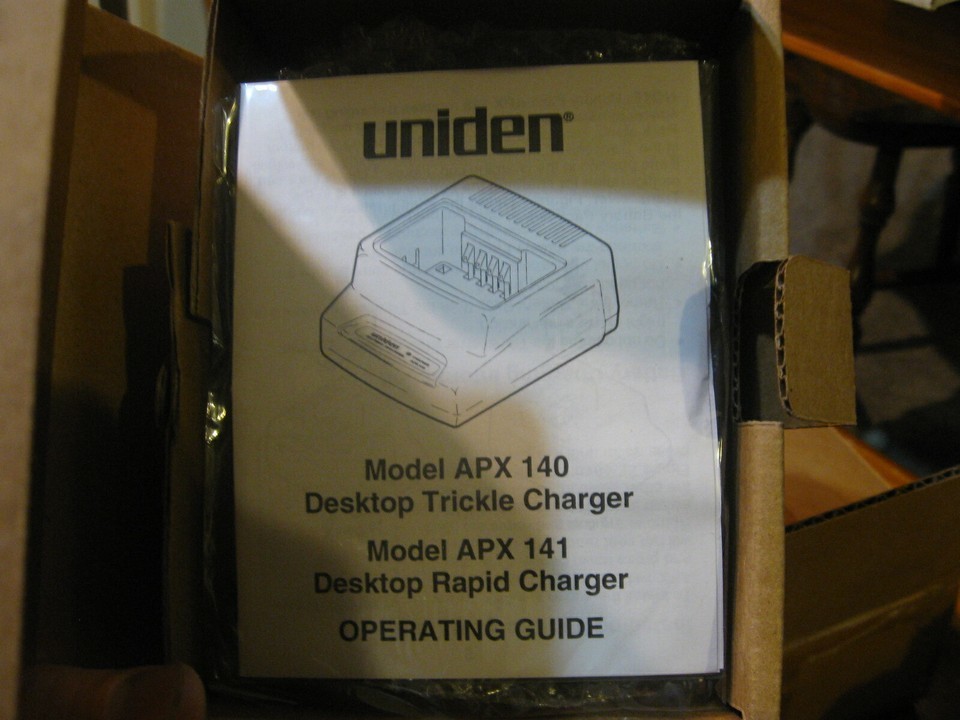 uniden®
Model APX 140
Desktop Trickle Charger
Model APX 141
Desktop Rapid Charger
OPERATING GUIDE